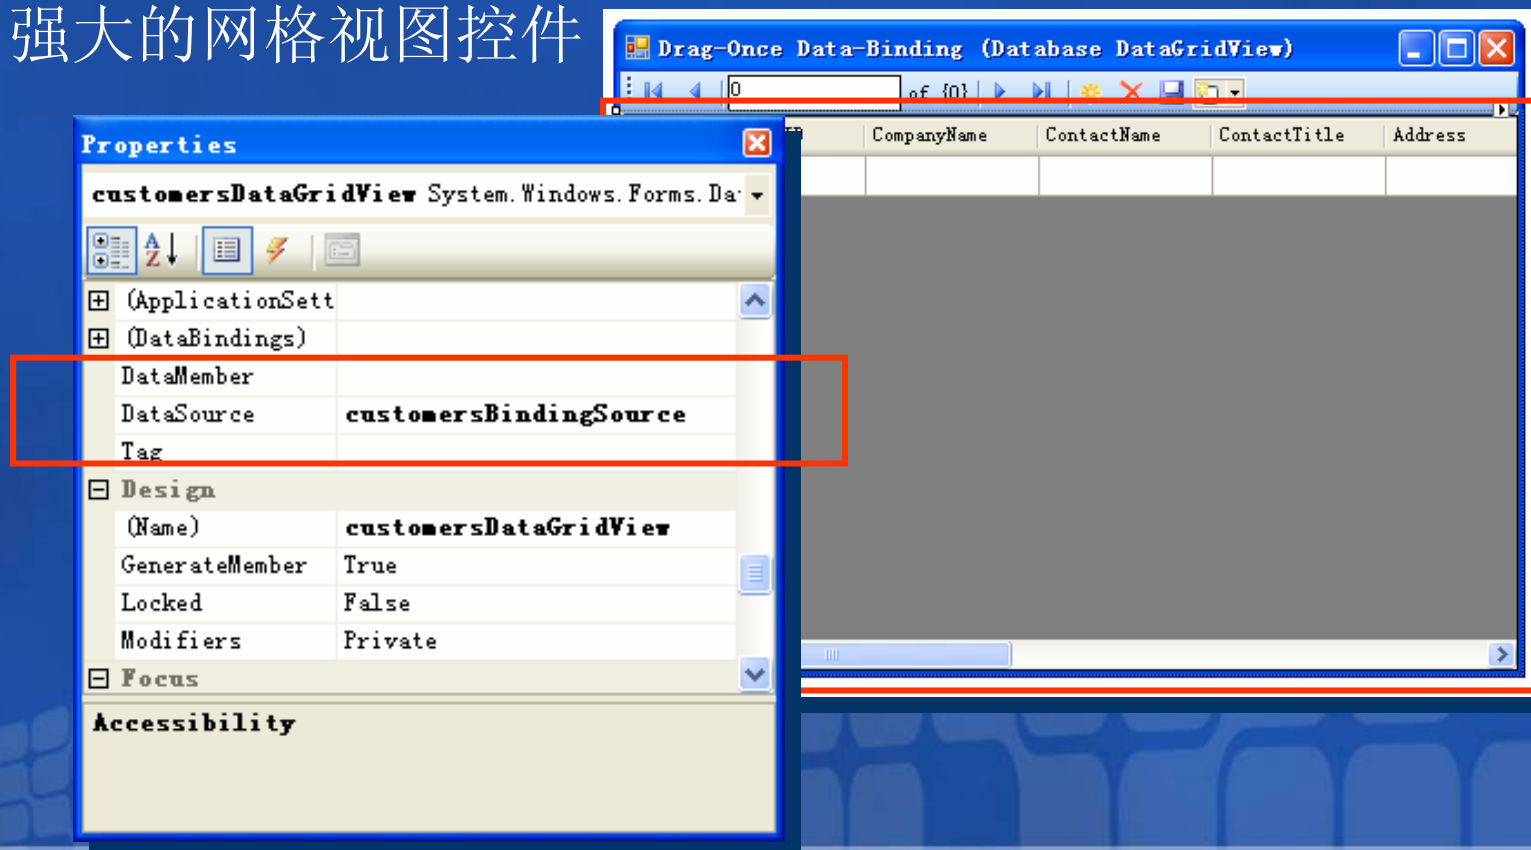 强大的网格视图控件
Drag-Once Data-Binding (Database DataGridView)
0 of {0}
CompanyName ContactName ContactTitle Address
Properties
customersDataGridView System.Windows.Forms.Da
(ApplicationSett
(DataBindings)
DataMember
DataSource customersBindingSource
Tag
Design
(Name) customersDataGridView
GenerateMember True
Locked False
Modifiers Private
Focus
Accessibility